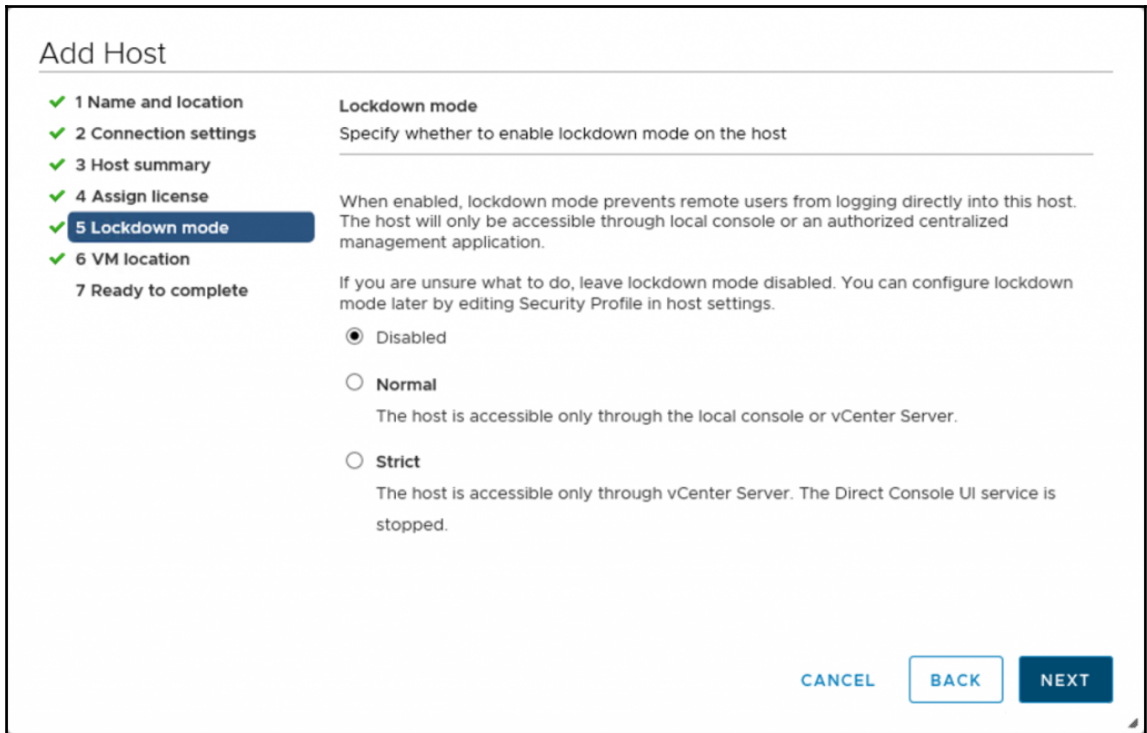 Add Host
1 Name and location
2 Connection settings
3 Host summary
4 Assign license
5 Lockdown mode
6 VM location
7 Ready to complete
Lockdown mode
Specify whether to enable lockdown mode on the host
When enabled, lockdown mode prevents remote users from logging directly into this host.
The host will only be accessible through local console or an authorized centralized
management application.
If you are unsure what to do, leave lockdown mode disabled. You can configure lockdown
mode later by editing Security Profile in host settings.
Disabled
Normal
The host is accessible only through the local console or vCenter Server.
Strict
The host is accessible only through vCenter Server. The Direct Console UI service is
stopped.
CANCEL
BACK
NEXT